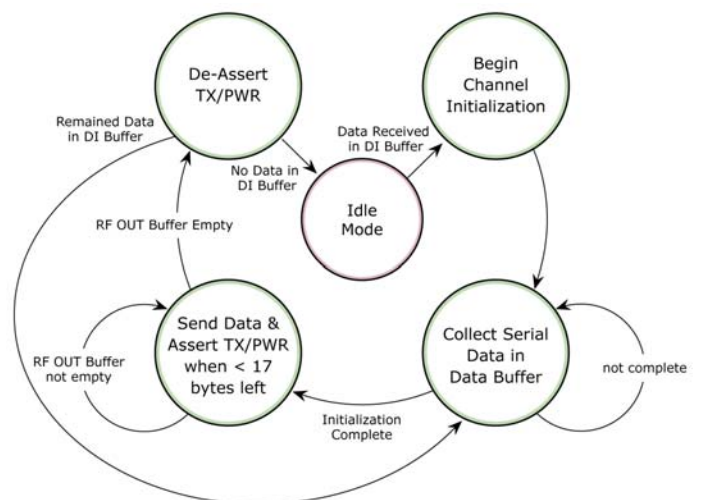 De-Assert
TX/PWR
Begin
Channel
Initialization
Remained Data
in DI Buffer
Data Received
in DI Buffer
No Data in
DI Buffer
Idle
Mode
RF OUT Buffer Empty
Send Data &
Assert TX/PWR
when < 17
bytes left
Collect Serial
Data in
Data Buffer
RF OUT Buffer
not empty
not complete
Initialization
Complete